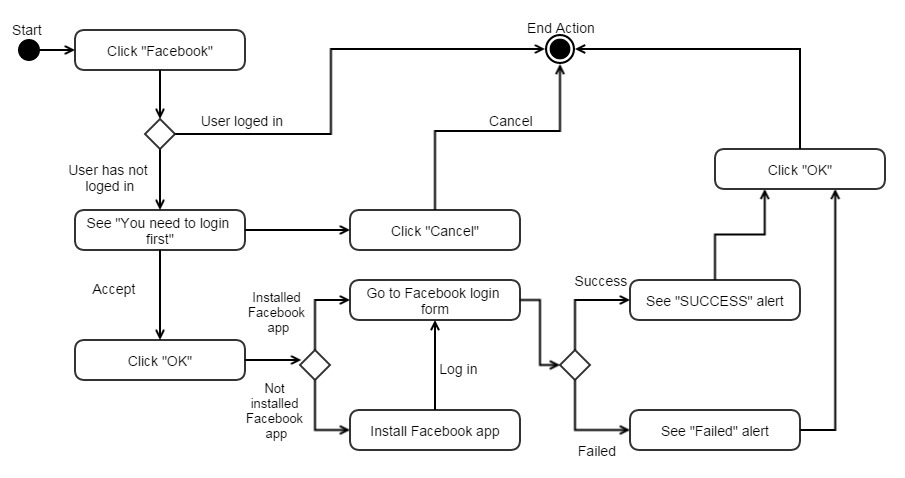 Start
End Action
Click "Facebook"
User loged in
Cancel
User has not
loged in
Click "OK"
See "You need to login
first"
Click "Cancel"
Accept
Installed
Facebook
app
Go to Facebook login
form
Success
See "SUCCESS" alert
Click "OK"
Log in
Not
installed
Facebook
app
Install Facebook app
See "Failed" alert
Failed